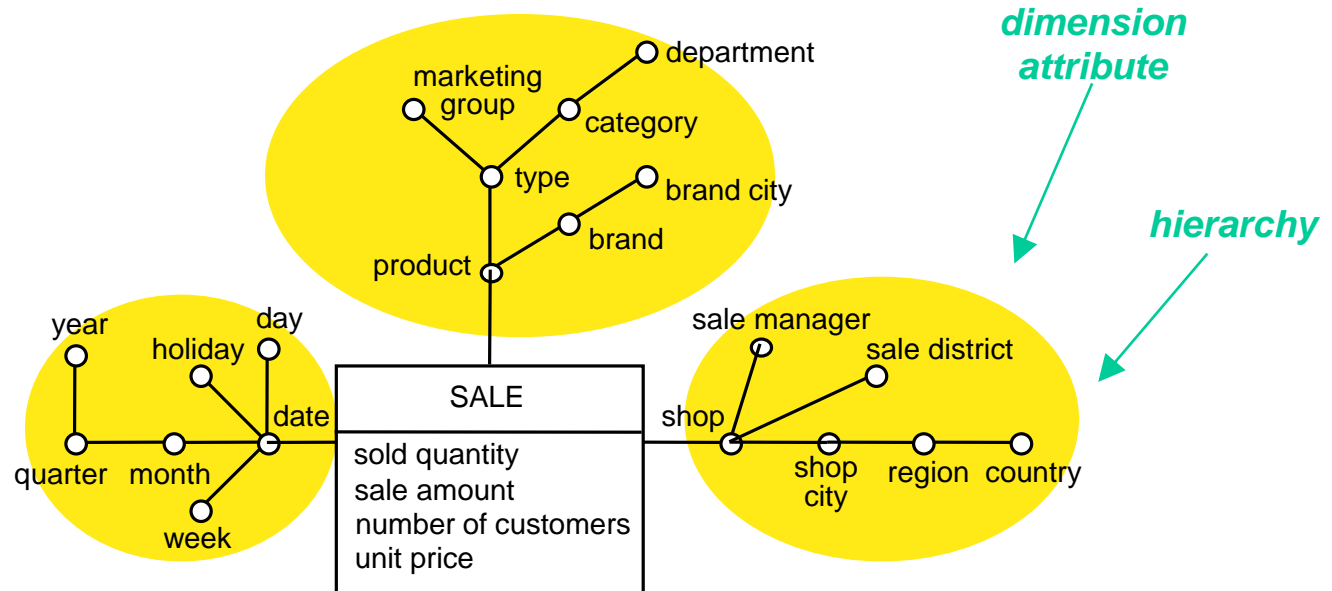 dimension
attribute
hierarchy
department
marketing
group
category
type
brand city
brand
product
year
day
holiday
date
quarter
month
week
SALE
sold quantity
sale amount
number of customers
unit price
sale manager
sale district
shop
shop
city
region
country